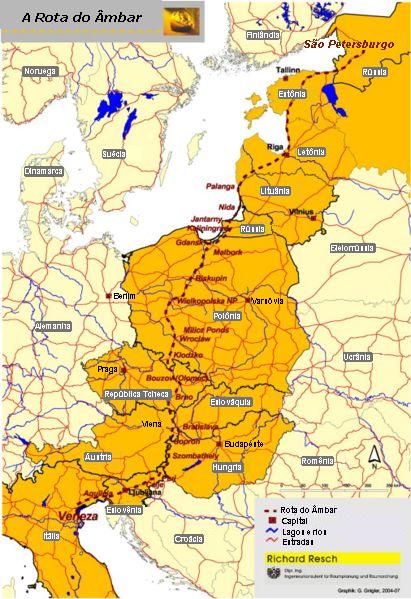 A Rota do Âmbar
Finlândia
São Petersburgo
Noruega
Tallinn
Rússia
Estônia
Suécia
Riga
Letônia
Dinamarca
Palanga
Lituânia
Nida
Vilnius
Jantarny
Kaliningrad
Rússia
Gdansk
Malbork
Bielorrússia
Biskupin
Berlim
Wielkopolska NP
Varsóvia
Polônia
Alemanha
Milicz Ponds
Wroclaw
Ucrânia
Klodzko
Praga
Bouzov/Olomouc
República Tcheca
Brno
Eslováquia
Viena
Bratislava
Sopron
Budapeste
Áustria
Szombathely
Hungria
Romênia
Celje
Ljubljana
Aquileia
Eslovênia
Veneza
Itália
Croácia
Rota do Âmbar
Capital
Lagoe e rios
Estradas
Richard Resch
Dipl. Ing.
Ingenieurkonsulent für Raumplanung und Raumordnung
Graphik: G. Grigler, 2004-07